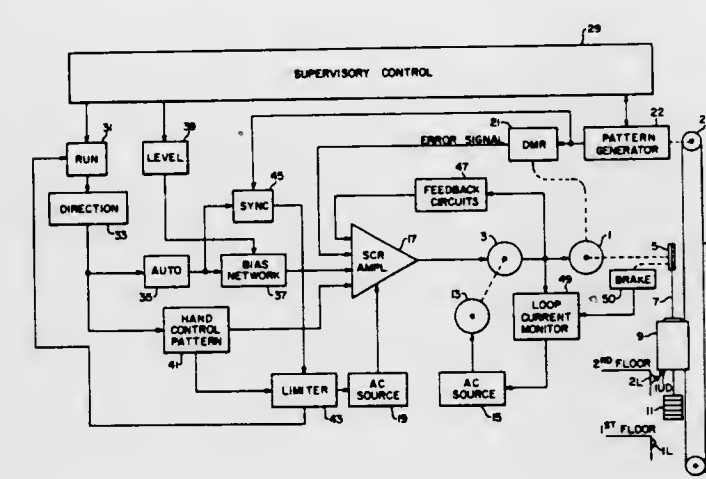 29
SUPERVISORY CONTROL
31
RUN
39
LEVEL
21
ERROR SIGNAL
DMR
22
PATTERN
GENERATOR
2
DIRECTION
33
45
SYNC
47
FEEDBACK
CIRCUITS
17
SCR
AMPL
3
1
5
AUTO
35
BIAS
NETWORK
37
13
49
BRAKE
50
7
HAND
CONTROL
PATTERN
41
LOOP
CURRENT
MONITOR
9
2ND FLOOR
2L
1UD
LIMITER
43
AC
SOURCE
19
AC
SOURCE
15
11
1ST FLOOR
1L